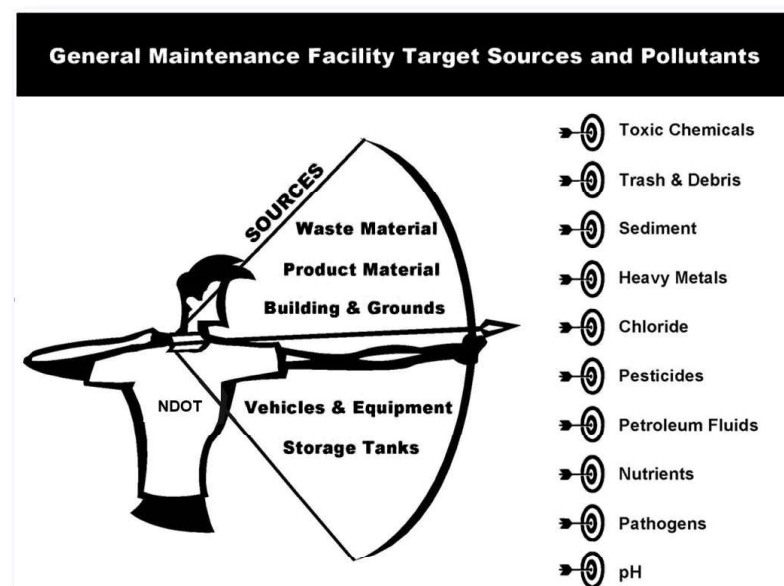 General Maintenance Facility Target Sources and Pollutants
SOURCES
Waste Material
Product Material
Building & Grounds
NDOT
Vehicles & Equipment
Storage Tanks
Toxic Chemicals
Trash & Debris
Sediment
Heavy Metals
Chloride
Pesticides
Petroleum Fluids
Nutrients
Pathogens
pH